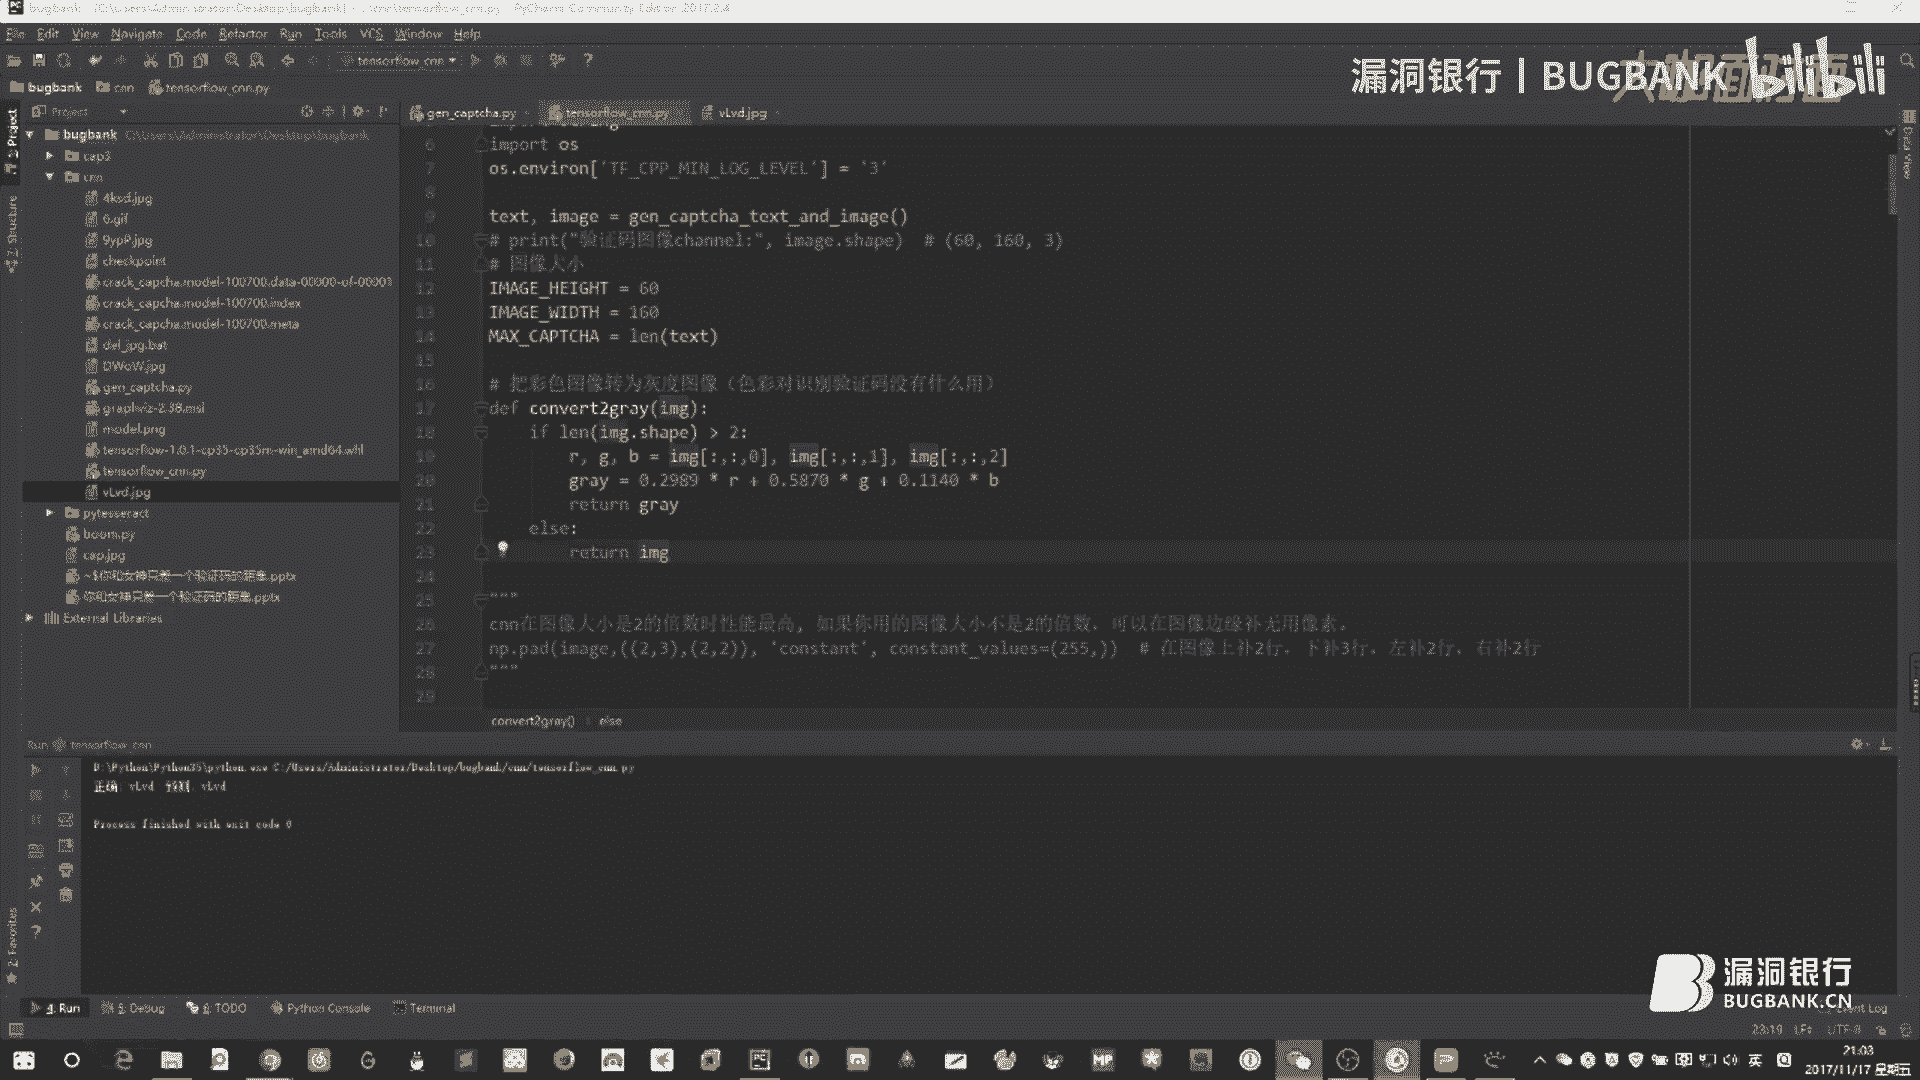 bugbank
File Edit View Navigate Code Refactor Run Tools VCS Window Help
tensorflow_cnn
漏洞银行丨BUGBANK
bilibili
bugbank cnn tensorflow_cnn.py
Project
gen_captcha.py tensorflow_cnn.py vLvd.jpg
bugbank C:\Users\Administrator\Desktop\bugbank
cap3
cnn
4ksd.jpg
6.gif
9ypP.jpg
checkpoint
crack_capcha.model-100700.data-00000-of-00001
crack_capcha.model-100700.index
crack_capcha.model-100700.meta
del_jpg.bat
DWoW.jpg
gen_captcha.py
graphviz-2.38.msi
model.png
tensorflow-1.0.1-cp35-cp35m-win_amd64.whl
tensorflow_cnn.py
vLvd.jpg
pytesseract
boom.py
cap.jpg
~$你和女神只差一个验证码的距离.pptx
你和女神只差一个验证码的距离.pptx
External Libraries
6 import os
7 os.environ['TF_CPP_MIN_LOG_LEVEL'] = '3'
8
9 text, image = gen_captcha_text_and_image()
10 # print("验证码图像channel:", image.shape) # (60, 160, 3)
11 # 图像大小
12 IMAGE_HEIGHT = 60
13 IMAGE_WIDTH = 160
14 MAX_CAPTCHA = len(text)
15
16 # 把彩色图像转为灰度图像（色彩对识别验证码没有什么用）
17 def convert2gray(img):
18 if len(img.shape) > 2:
19 r, g, b = img[:,:,0], img[:,:,1], img[:,:,2]
20 gray = 0.2989 * r + 0.5870 * g + 0.1140 * b
21 return gray
22 else:
23 return img
24
25 """
26 cnn在图像大小是2的倍数时性能最高, 如果你用的图像大小不是2的倍数，可以在图像边缘补无用像素。
27 np.pad(image,((2,3),(2,2)), 'constant', constant_values=(255,)) # 在图像上补2行，下补3行，左补2行，右补2行
28 """
29
convert2gray() else
Run tensorflow_cnn
D:\Python\Python35\python.exe C:/Users/Administrator/Desktop/bugbank/cnn/tensorflow_cnn.py
正确: vLvd 预测: vLvd
Process finished with exit code 0
漏洞银行
BUGBANK.CN
4: Run 5: Debug 6: TODO Python Console Terminal Event Log
23:19 LF÷ UTF-8
英
21:03
2017/11/17 星期五
1: Project
Structure
2: Favorites
Data View